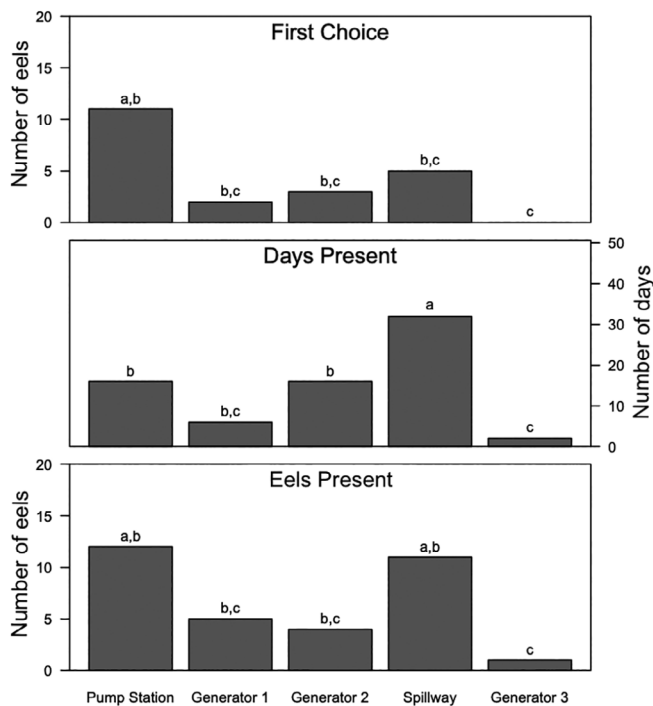 First Choice
Number of eels
20
15
10
5
0
a,b
b,c
b,c
b,c
c
Days Present
Number of days
50
40
30
20
10
0
b
b,c
b
a
c
Eels Present
Number of eels
20
15
10
5
0
a,b
b,c
b,c
a,b
c
Pump Station Generator 1 Generator 2 Spillway Generator 3